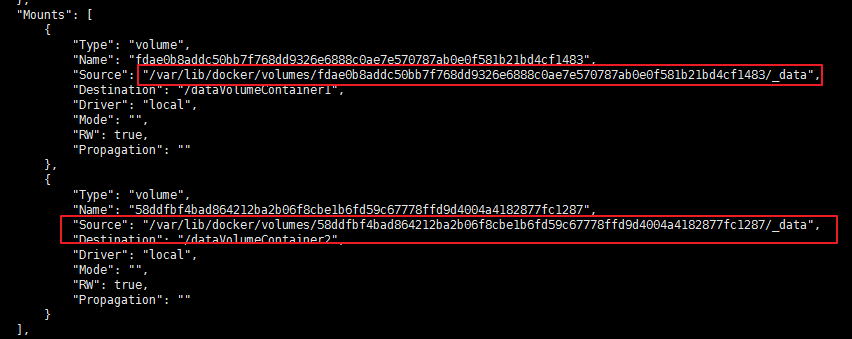 },
"Mounts": [
{
"Type": "volume",
"Name": "fdae0b8addc50bb7f768dd9326e6888c0ae7e570787ab0e0f581b21bd4cf1483",
"Source": "/var/lib/docker/volumes/fdae0b8addc50bb7f768dd9326e6888c0ae7e570787ab0e0f581b21bd4cf1483/_data",
"Destination": "/dataVolumeContainer1",
"Driver": "local",
"Mode": "",
"RW": true,
"Propagation": ""
},
{
"Type": "volume",
"Name": "58ddfbf4bad864212ba2b06f8cbe1b6fd59c67778ffd9d4004a4182877fc1287",
"Source": "/var/lib/docker/volumes/58ddfbf4bad864212ba2b06f8cbe1b6fd59c67778ffd9d4004a4182877fc1287/_data",
"Destination": "/dataVolumeContainer2",
"Driver": "local",
"Mode": "",
"RW": true,
"Propagation": ""
}
],